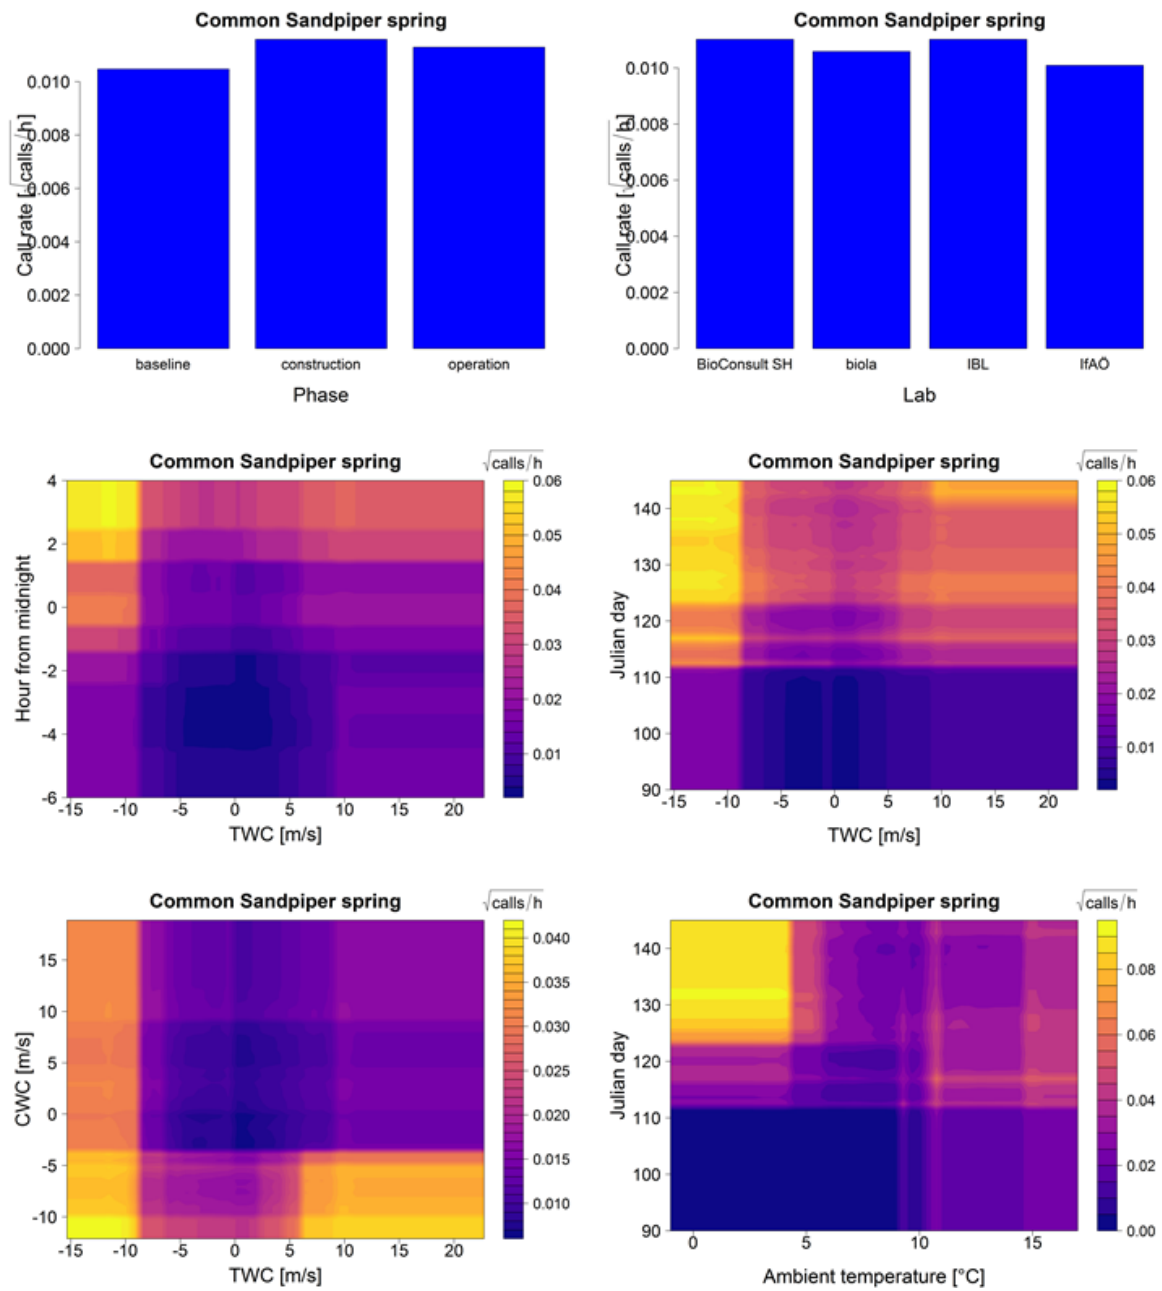 Common Sandpiper spring
Call rate [√calls/h]
0.010
0.008
0.006
0.004
0.002
0.000
baseline construction operation
Phase
Common Sandpiper spring
Call rate [√calls/h]
0.010
0.008
0.006
0.004
0.002
0.000
BioConsult SH biola IBL IfAÖ
Lab
Common Sandpiper spring
√calls/h
Hour from midnight
4
2
0
-2
-4
-6
-15 -10 -5 0 5 10 15 20
TWC [m/s]
0.06
0.05
0.04
0.03
0.02
0.01
Common Sandpiper spring
√calls/h
Julian day
140
130
120
110
100
90
-15 -10 -5 0 5 10 15 20
TWC [m/s]
0.06
0.05
0.04
0.03
0.02
0.01
Common Sandpiper spring
√calls/h
CWC [m/s]
15
10
5
0
-5
-10
-15 -10 -5 0 5 10 15 20
TWC [m/s]
0.040
0.035
0.030
0.025
0.020
0.015
0.010
Common Sandpiper spring
√calls/h
Julian day
140
130
120
110
100
90
0 5 10 15
Ambient temperature [°C]
0.08
0.06
0.04
0.02
0.00